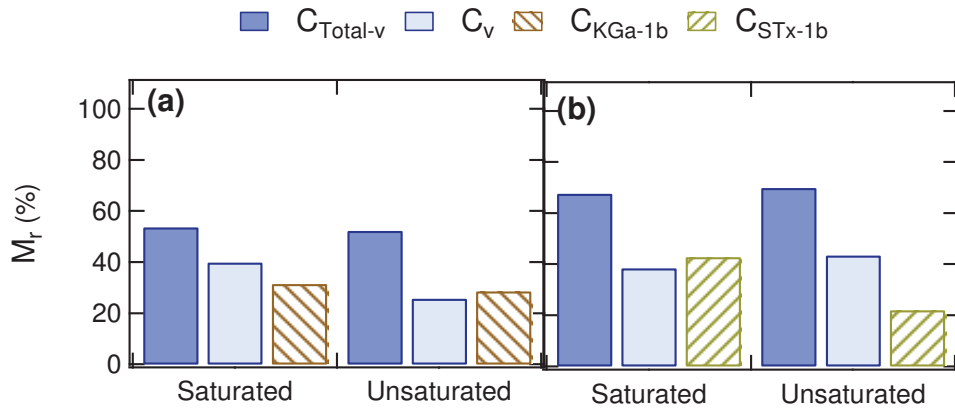 C_Total-v C_v C_KGa-1b C_STx-1b
(a) (b)
100
80
60
40
20
0
M_r (%)
Saturated Unsaturated Saturated Unsaturated